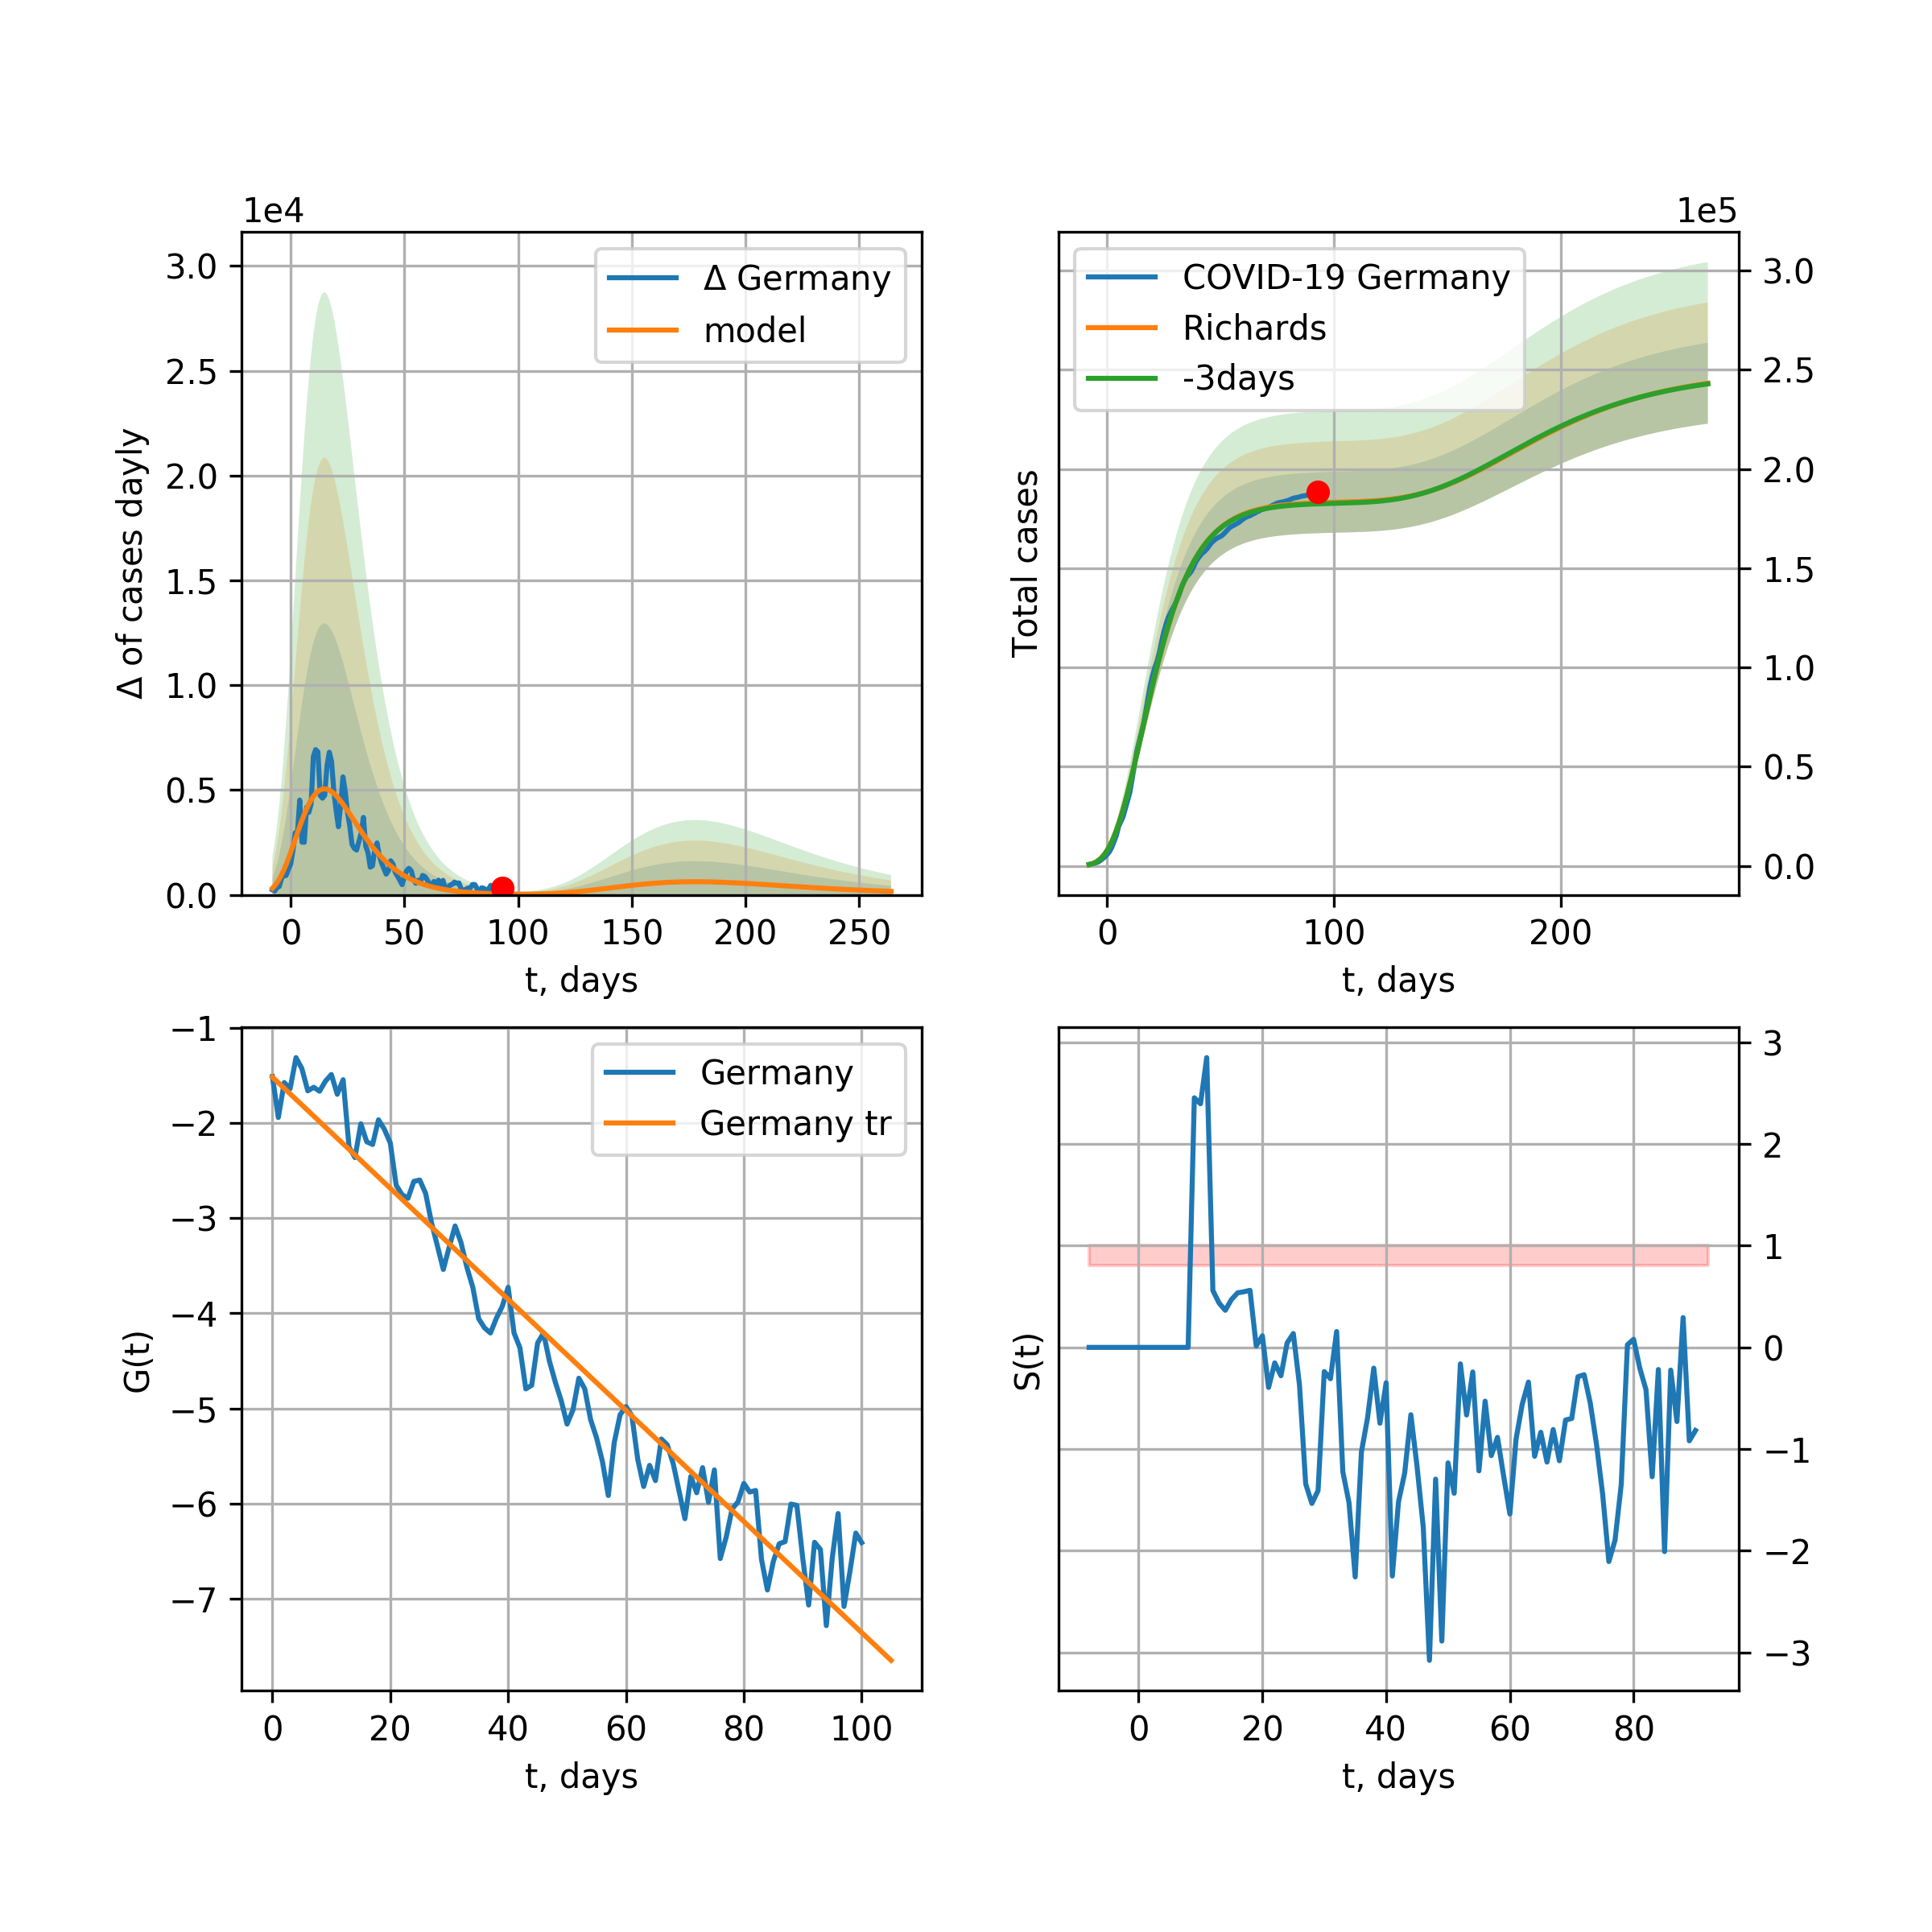 1e4
3.0
2.5
2.0
1.5
1.0
0.5
0.0
Δ of cases dayly
Δ Germany
model
0 50 100 150 200 250
t, days
1e5
COVID-19 Germany
Richards
-3days
Total cases
3.0
2.5
2.0
1.5
1.0
0.5
0.0
0 100 200
t, days
−1
−2
−3
−4
−5
−6
−7
G(t)
Germany
Germany tr
0 20 40 60 80 100
t, days
S(t)
3
2
1
0
−1
−2
−3
0 20 40 60 80
t, days